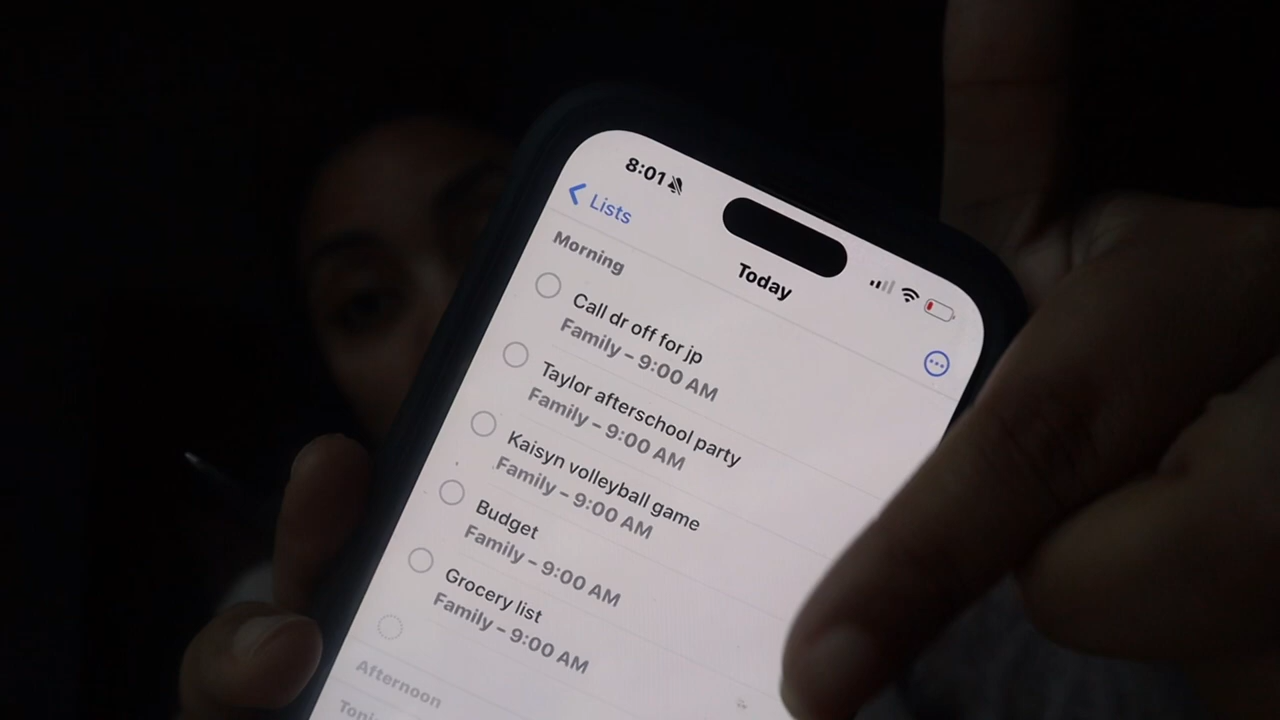 8:01
Lists
Today
Morning
Call dr off for jp
Family – 9:00 AM
Taylor afterschool party
Family – 9:00 AM
Kaisyn volleyball game
Family – 9:00 AM
Budget
Family – 9:00 AM
Grocery list
Family – 9:00 AM
Afternoon